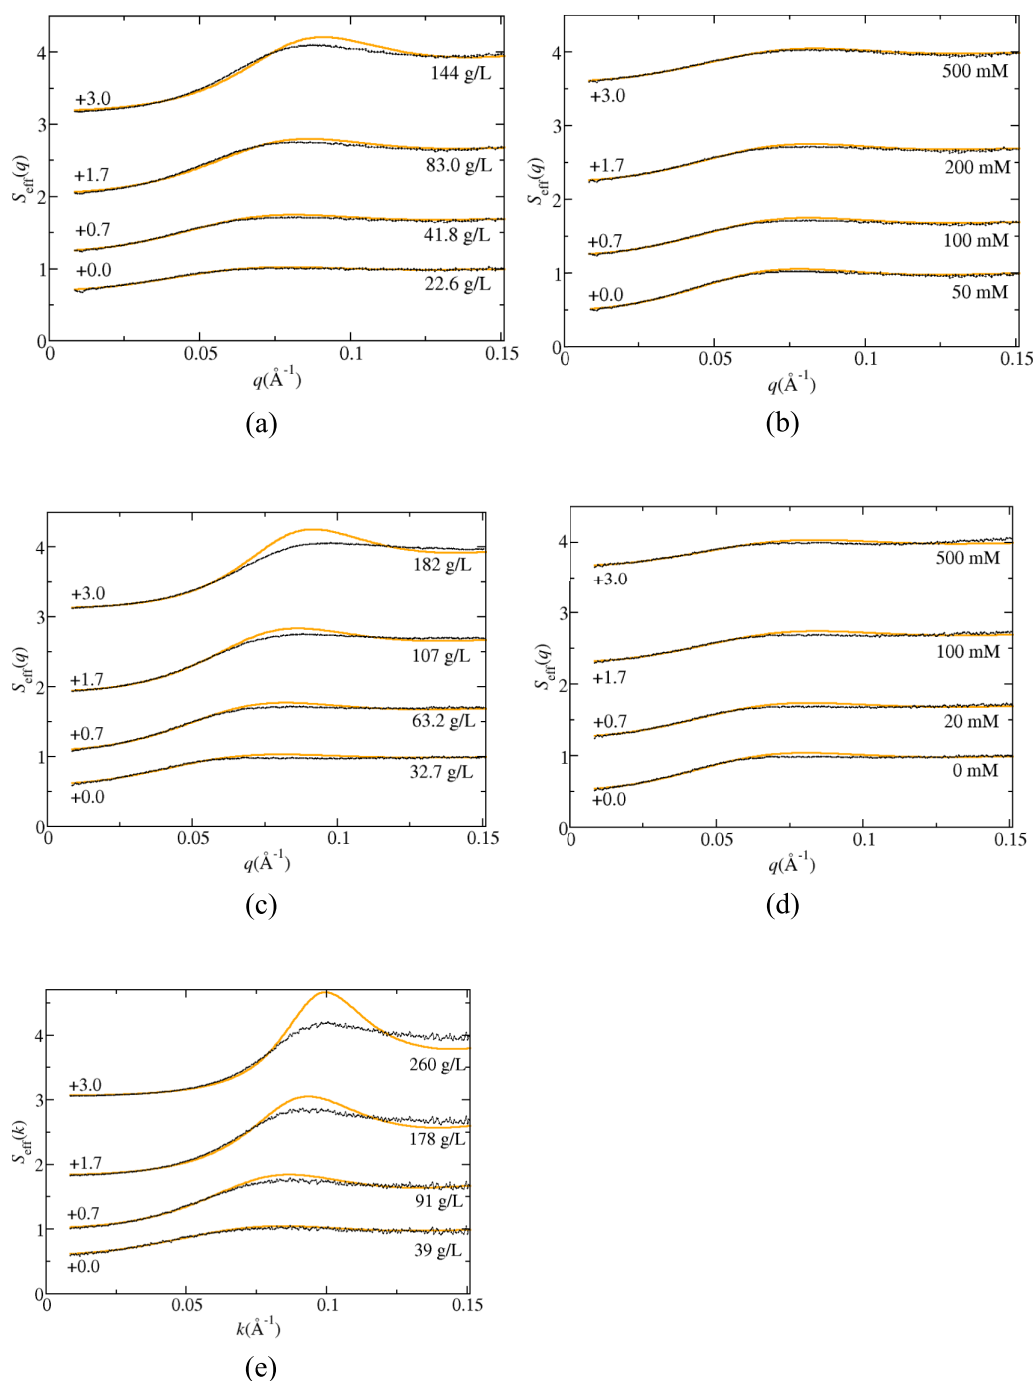 4
3
2
1
0
S_eff(q)
+3.0
144 g/L
+1.7
83.0 g/L
+0.7
41.8 g/L
+0.0
22.6 g/L
0
0.05
0.1
0.15
q(Å^-1)
(a)
4
3
2
1
0
S_eff(q)
500 mM
+3.0
+1.7
200 mM
+0.7
100 mM
+0.0
50 mM
0
0.05
0.1
0.15
q(Å^-1)
(b)
4
3
2
1
0
S_eff(q)
182 g/L
+3.0
107 g/L
+1.7
63.2 g/L
+0.7
32.7 g/L
+0.0
0
0.05
0.1
0.15
q(Å^-1)
(c)
4
3
2
1
0
S_eff(q)
500 mM
+3.0
100 mM
+1.7
20 mM
+0.7
0 mM
+0.0
0
0.05
0.1
0.15
q(Å^-1)
(d)
4
3
2
1
0
S_eff(k)
260 g/L
+3.0
178 g/L
+1.7
91 g/L
+0.7
39 g/L
+0.0
0
0.05
0.1
0.15
k(Å^-1)
(e)